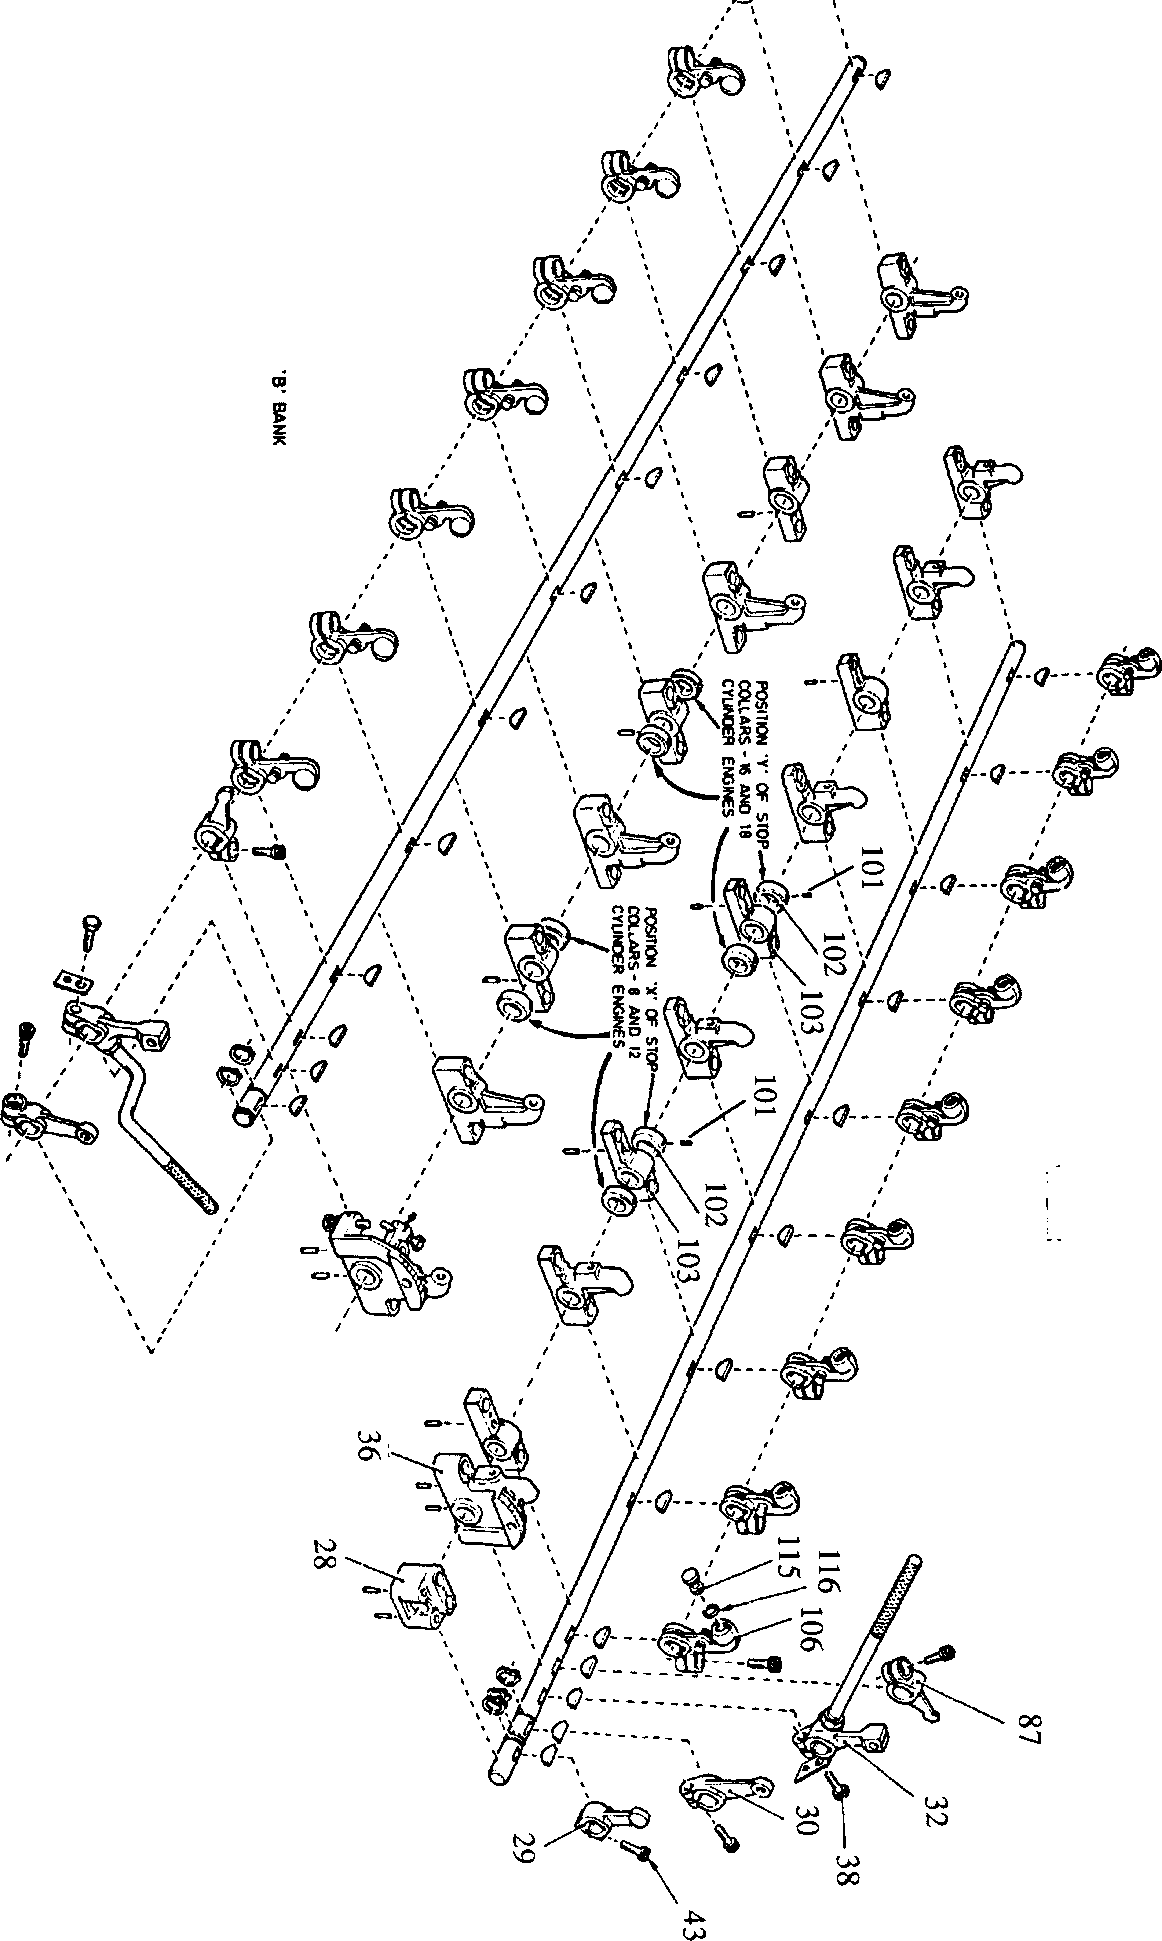 'B' BANK
POSITION 'Y' OF STOP
COLLARS - 16 AND 18
CYLINDER ENGINES
POSITION 'X' OF STOP
COLLARS - 8 AND 12
CYLINDER ENGINES
101
102
103
101
102
103
36
28
115
116
106
87
32
38
30
29
43